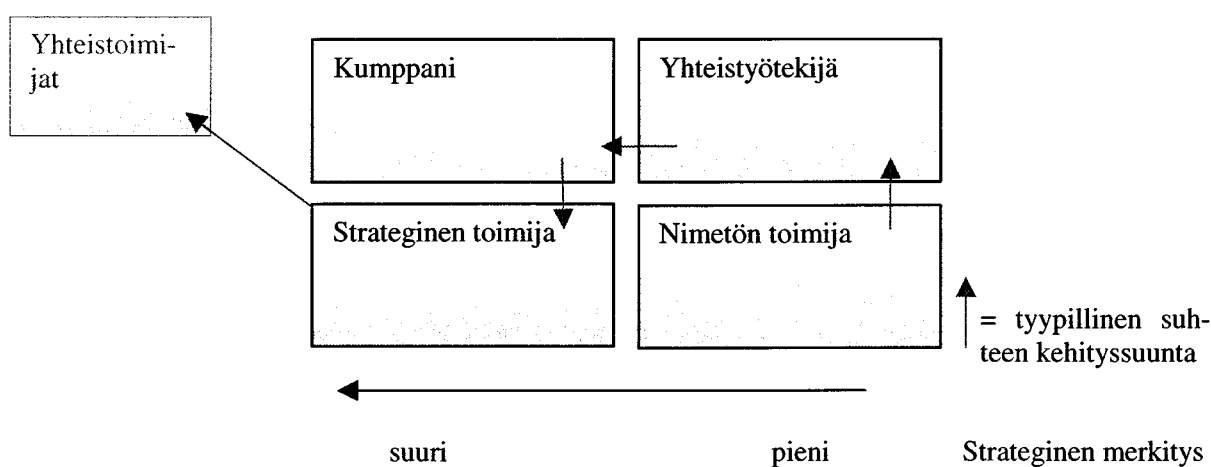 Yhteistoimi-
jat
Kumppani
Yhteistyötekijä
Strateginen toimija
Nimetön toimija
= tyypillinen suh-
teen kehityssuunta
suuri
pieni
Strateginen merkitys